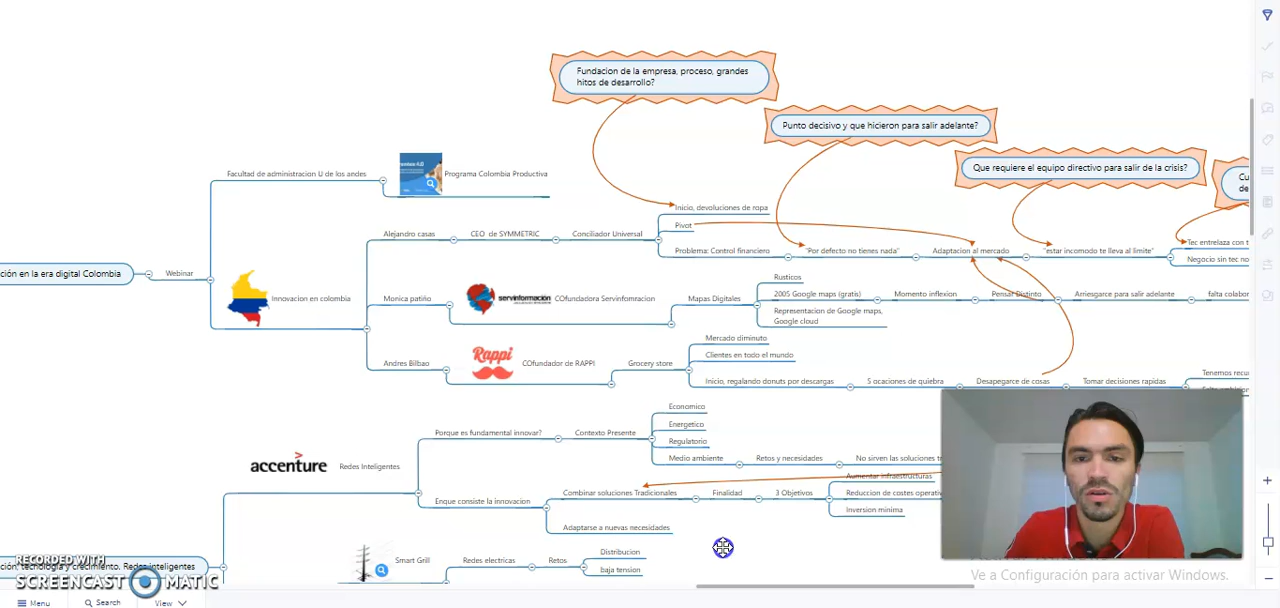 Fundacion de la empresa, proceso, grandes
hitos de desarrollo?
Punto decisivo y que hicieron para salir adelante?
Que requiere el equipo directivo para salir de la crisis?
Cu
de
Facultad de administracion U de los andes
Programa Colombia Productiva
Inicio, devoluciones de ropa
Pivot
Alejandro casas
CEO de SYMMETRIC
Conciliador Universal
Problema: Control financiero
"Por defecto no tienes nada"
Adaptacion al mercado
"estar incomodo te lleva al limite"
Tec entrelaza con t
Negocio sin tec no
ción en la era digital Colombia
Webinar
Innovacion en colombia
Monica patiño
servinformación
COfundadora Servinformracion
Mapas Digitales
Rusticos
2005 Google maps (gratis)
Momento inflexion
Pensar Distinto
Arriesgarce para salir adelante
falta colabor
Representacion de Google maps,
Google cloud
Andres Bilbao
Rappi
COfundador de RAPPI
Grocery store
Mercado diminuto
Clientes en todo el mundo
Inicio, regalando donuts por descargas
5 ocaciones de quiebra
Desapegarce de cosas
Tomar decisiones rapidas
Tenemos recu
Economico
Energetico
Regulatorio
Porque es fundamental innovar?
Contexto Presente
Medio ambiente
Retos y necesidades
No sirven las soluciones tr
accenture
Redes Inteligentes
Enque consiste la innovacion
Combinar soluciones Tradicionales
Finalidad
3 Objetivos
Aumentar infraestructuras
Reduccion de costes operativ
Inversion minima
Adaptarse a nuevas necesidades
Smart Grill
Redes electricas
Retos
Distribucion
baja tension
ción, tecnología y crecimiento. Redes inteligentes
RECORDED WITH
SCREENCAST MATIC
Ve a Configuración para activar Windows.
Menu
Search
View